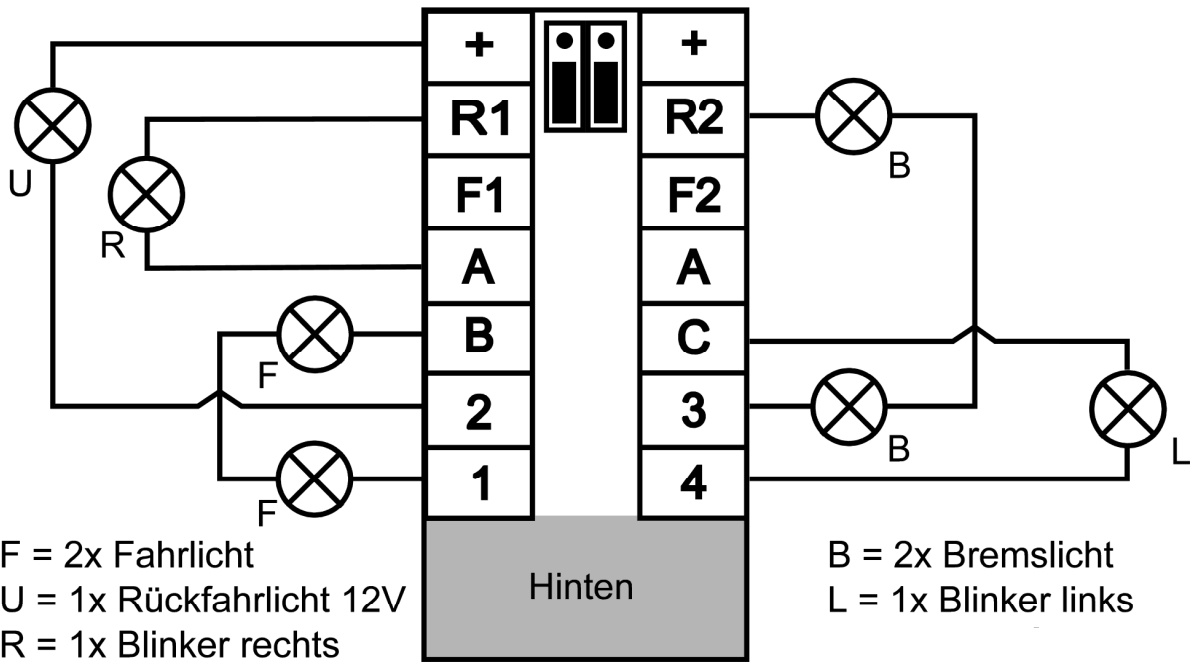 + +
R1 R2
B
U
F1 F2
R
A A
B C
F
2 3
B
L
1 4
F
F = 2x Fahrlicht
U = 1x Rückfahrlicht 12V
R = 1x Blinker rechts
Hinten
B = 2x Bremslicht
L = 1x Blinker links